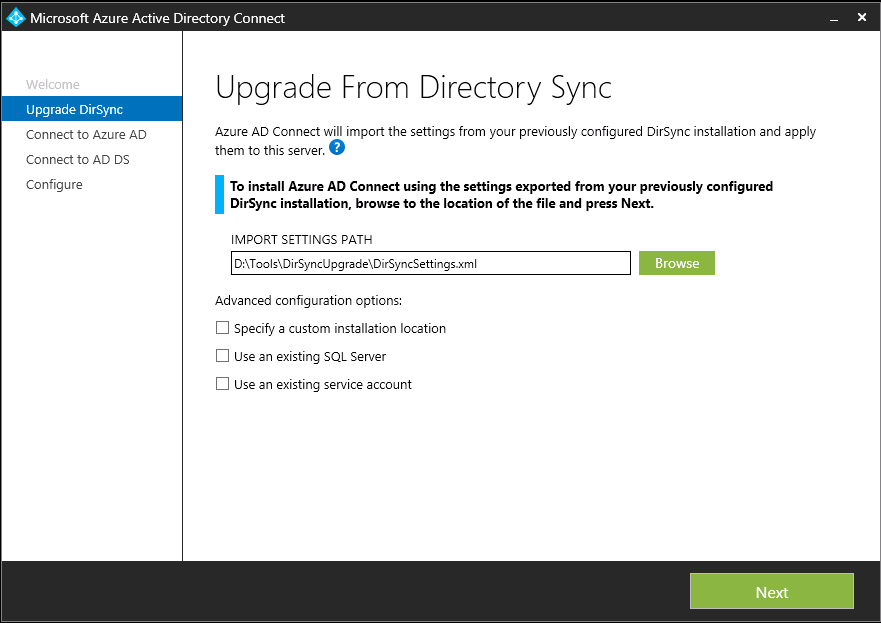 Microsoft Azure Active Directory Connect
Welcome
Upgrade DirSync
Connect to Azure AD
Connect to AD DS
Configure
Upgrade From Directory Sync
Azure AD Connect will import the settings from your previously configured DirSync installation and apply
them to this server. ?
To install Azure AD Connect using the settings exported from your previously configured
DirSync installation, browse to the location of the file and press Next.
IMPORT SETTINGS PATH
D:\Tools\DirSyncUpgrade\DirSyncSettings.xml
Browse
Advanced configuration options:
Specify a custom installation location
Use an existing SQL Server
Use an existing service account
Next